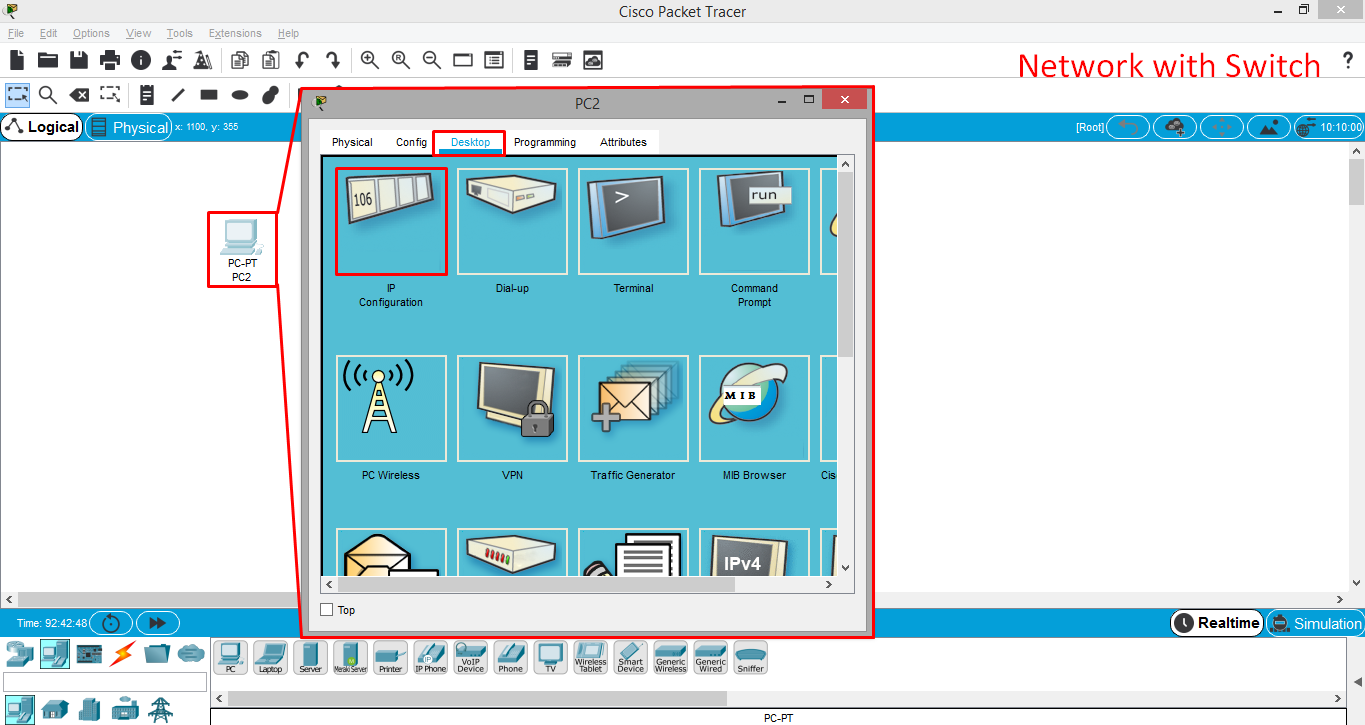 Cisco Packet Tracer
File Edit Options View Tools Extensions Help
Network with Switch
?
Logical
Physical
x: 1100, y: 355
[Root]
10:10:00
PC-PT
PC2
PC2
Physical Config Desktop Programming Attributes
106
>
run
IP
Configuration
Dial-up
Terminal
Command
Prompt
MIB
PC Wireless
VPN
Traffic Generator
MIB Browser
Cis
IPv4
Top
Time: 92:42:48
Realtime
Simulation
PC
Laptop
Server
Meraki Server
Printer
IP Phone
VoIP
Device
Phone
TV
Wireless
Tablet
Smart
Device
Generic
Wireless
Generic
Wired
Sniffer
PC-PT